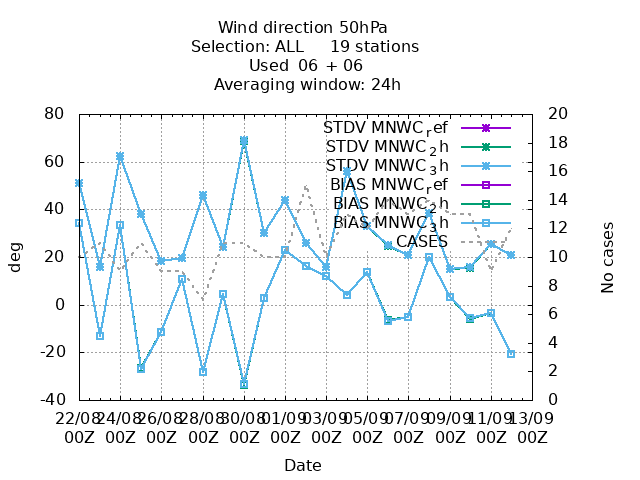 Wind direction 50hPa
Selection: ALL 19 stations
Used 06 + 06
Averaging window: 24h
80 60 40 20 0 -20 -40
deg
20 18 16 14 12 10 8 6 4 2 0
No cases
STDV MNWC_ref
STDV MNWC_2h
STDV MNWC_3h
BIAS MNWC_ref
BIAS MNWC_2h
BIAS MNWC_3h
CASES
22/08 24/08 26/08 28/08 30/08 01/09 03/09 05/09 07/09 09/09 11/09 13/09
00Z 00Z 00Z 00Z 00Z 00Z 00Z 00Z 00Z 00Z 00Z 00Z
Date